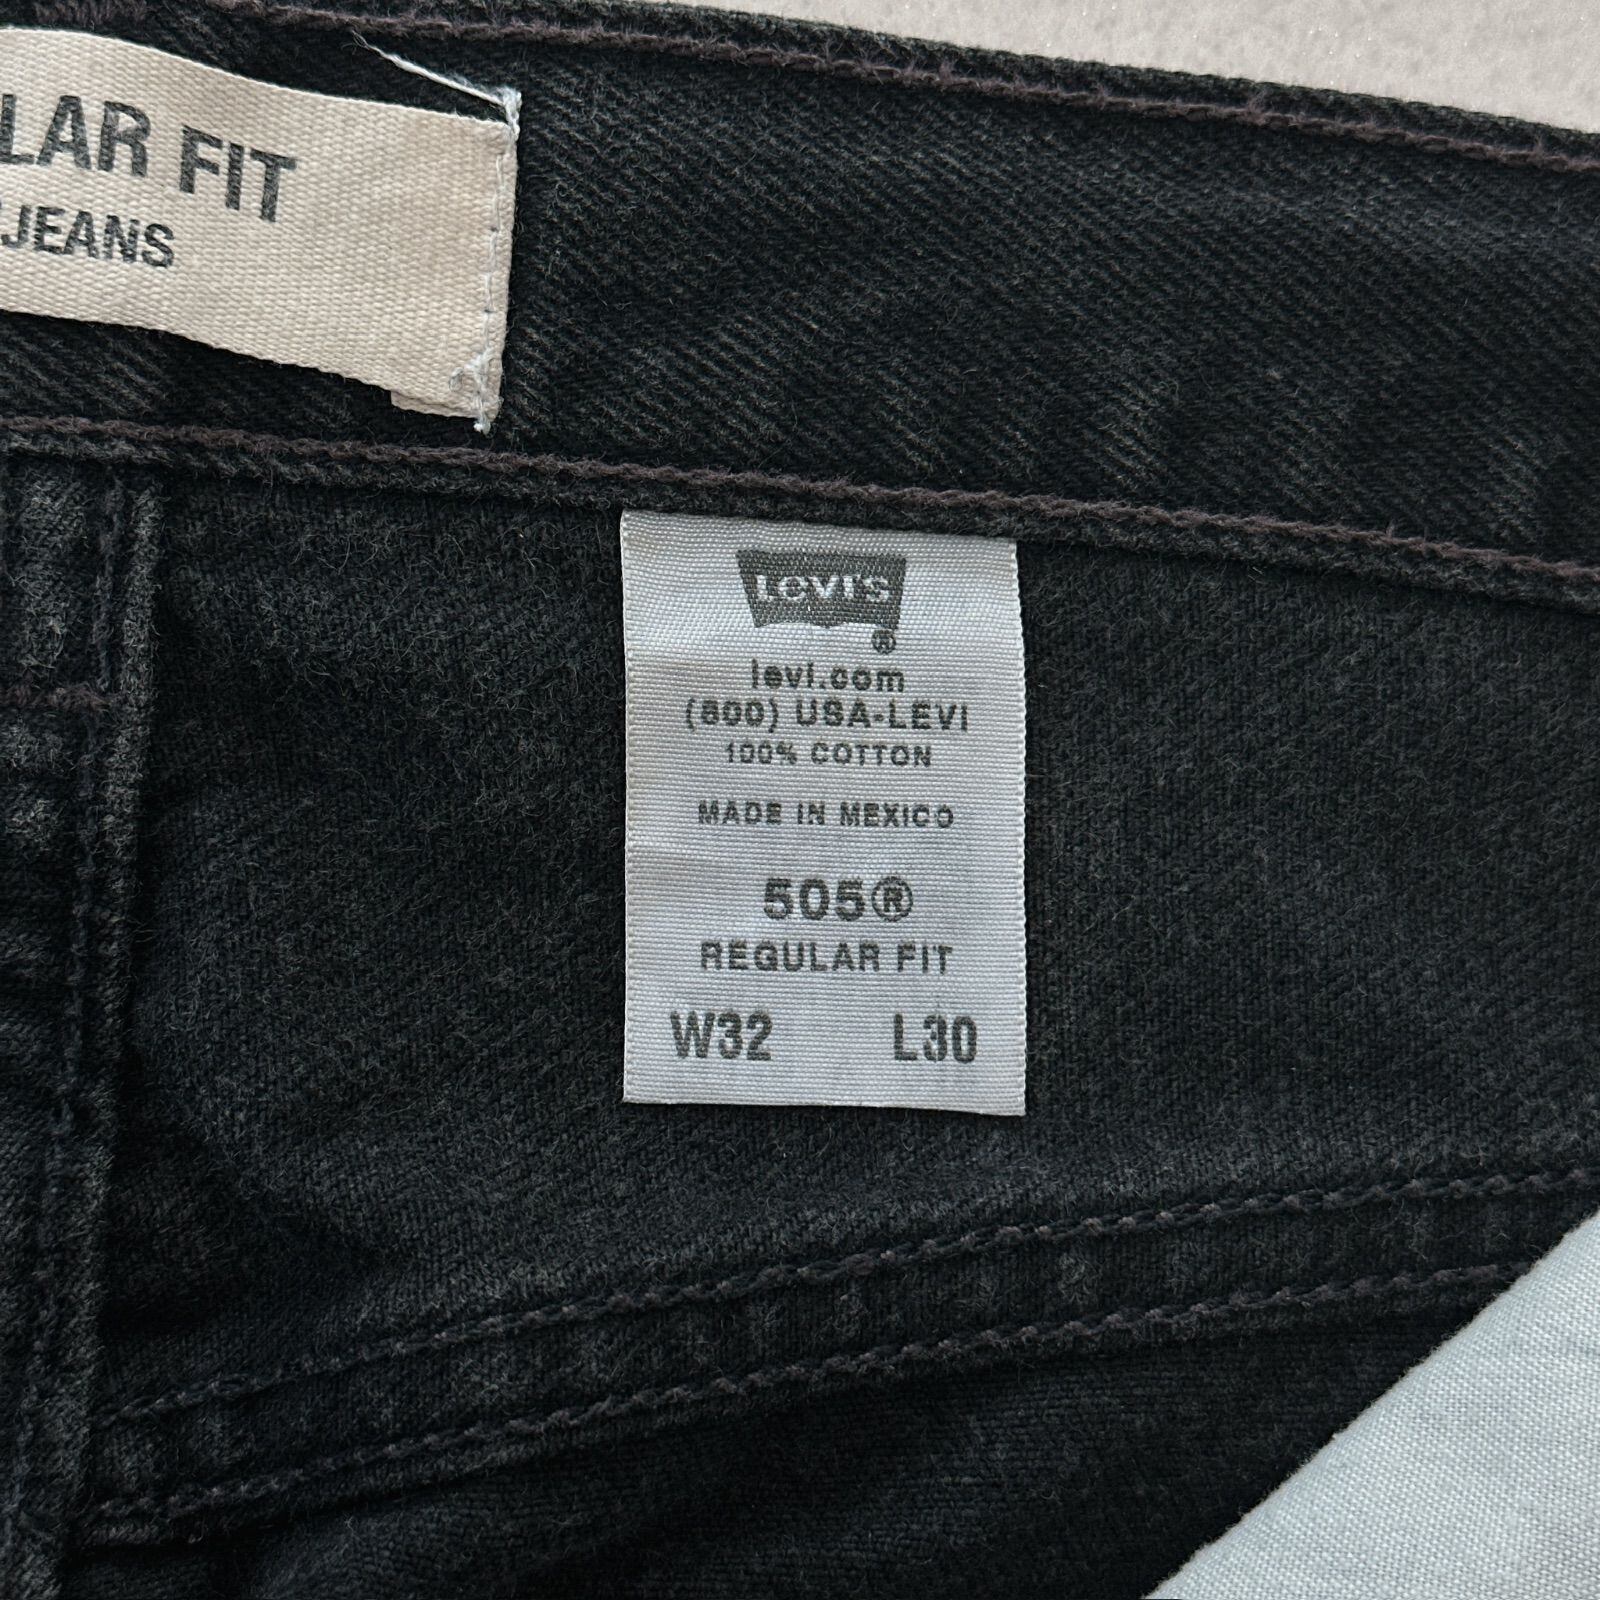 LAR FIT
JEANS
Levi's
®
levi.com
(800) USA-LEVI
100% COTTON
MADE IN MEXICO
505®
REGULAR FIT
W32 L30